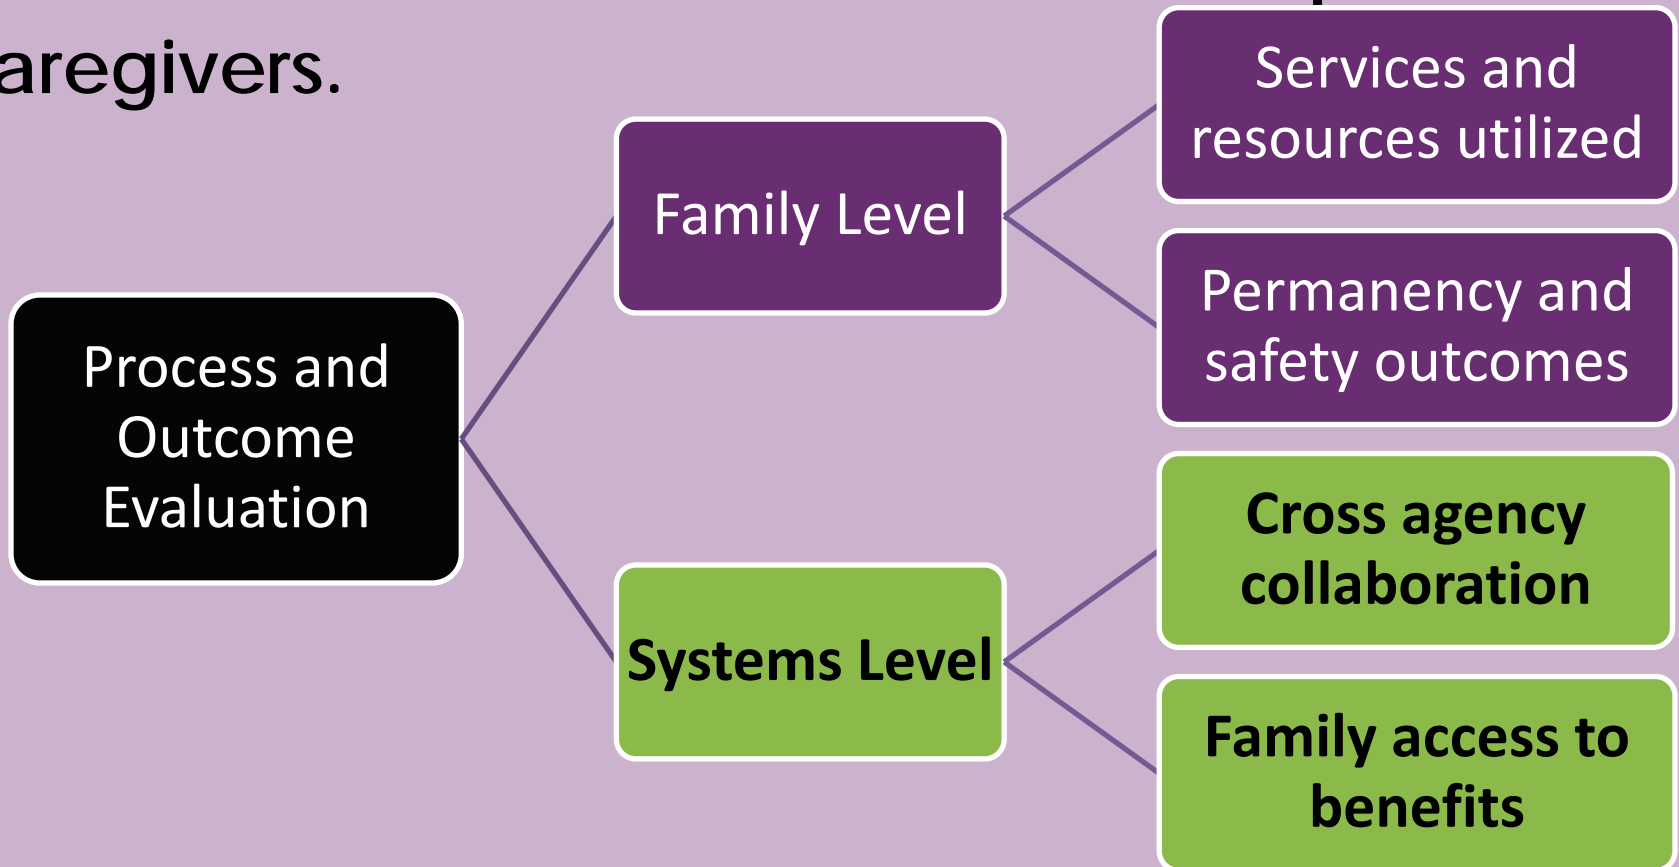 aregivers.
Process and
Outcome
Evaluation
Family Level
Services and
resources utilized
Permanency and
safety outcomes
Systems Level
Cross agency
collaboration
Family access to
benefits